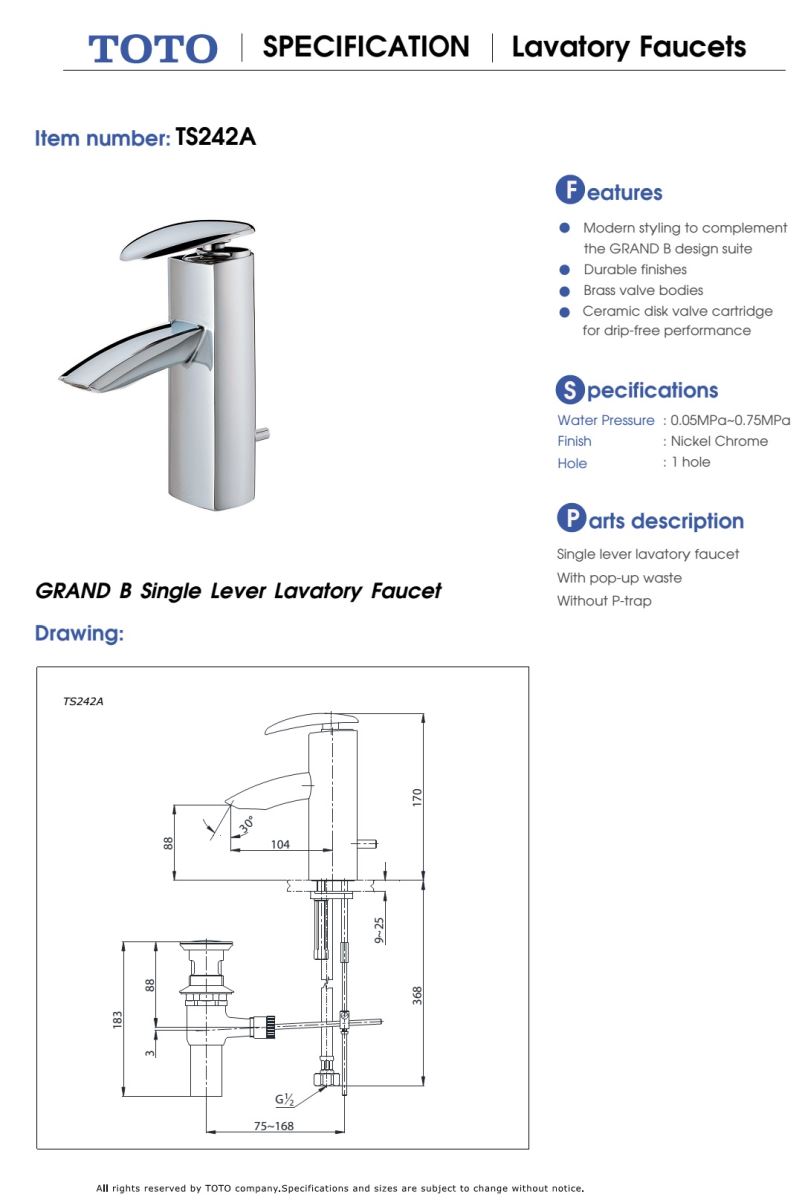 TOTO | SPECIFICATION | Lavatory Faucets
Item number: TS242A
Features
Modern styling to complement
the GRAND B design suite
Durable finishes
Brass valve bodies
Ceramic disk valve cartridge
for drip-free performance
Specifications
Water Pressure : 0.05MPa~0.75MPa
Finish : Nickel Chrome
Hole : 1 hole
Parts description
Single lever lavatory faucet
With pop-up waste
Without P-trap
GRAND B Single Lever Lavatory Faucet
Drawing:
TS242A
170
88
30°
104
9~25
368
183
88
3
G½
75~168
All rights reserved by TOTO company.Specifications and sizes are subject to change without notice.